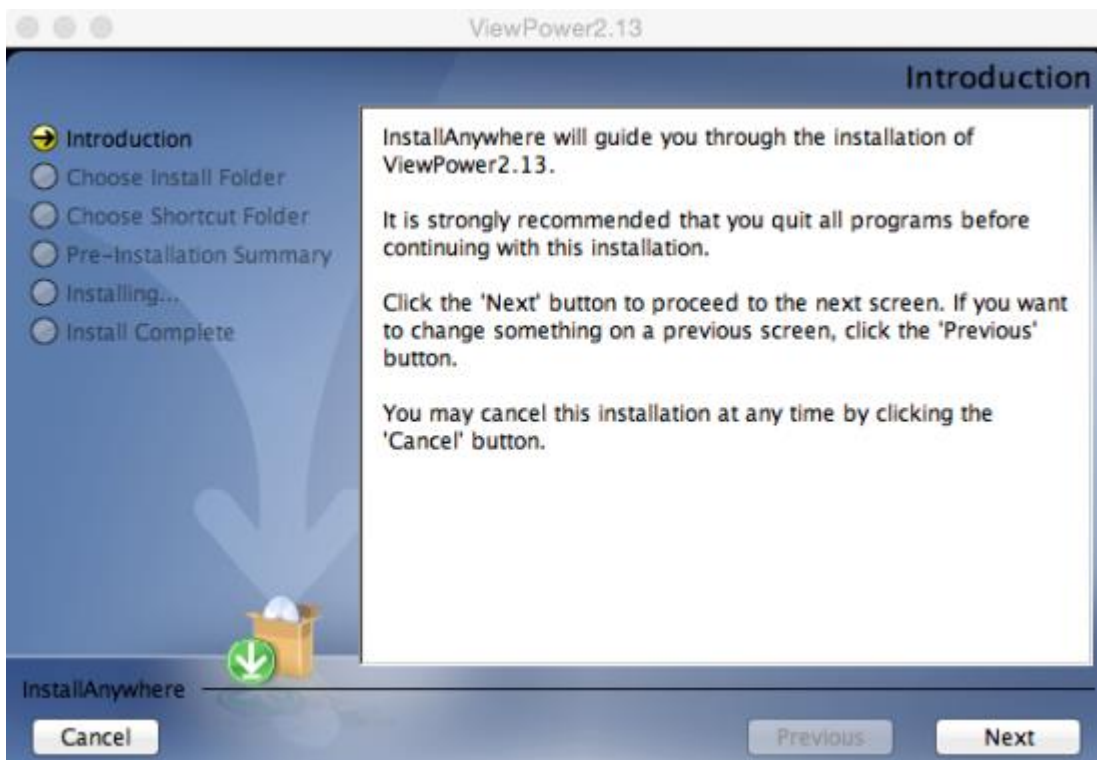 ViewPower2.13
Introduction
Introduction
Choose Install Folder
Choose Shortcut Folder
Pre-Installation Summary
Installing...
Install Complete
InstallAnywhere will guide you through the installation of
ViewPower2.13.
It is strongly recommended that you quit all programs before
continuing with this installation.
Click the 'Next' button to proceed to the next screen. If you want
to change something on a previous screen, click the 'Previous'
button.
You may cancel this installation at any time by clicking the
'Cancel' button.
InstallAnywhere
Cancel
Previous
Next